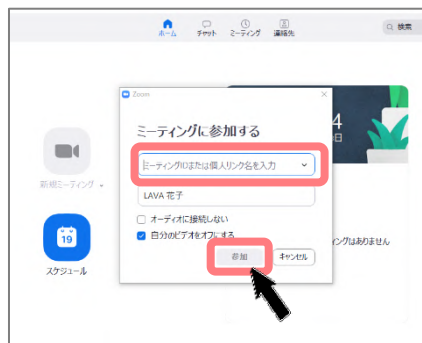 ホーム
チャット
ミーティング
連絡先
検索
Zoom
ミーティングに参加する
ミーティングIDまたは個人リンク名を入力
LAVA 花子
オーディオに接続しない
自分のビデオをオフにする
参加
キャンセル
新規ミーティング
19
スケジュール
4
日
ィングはありません